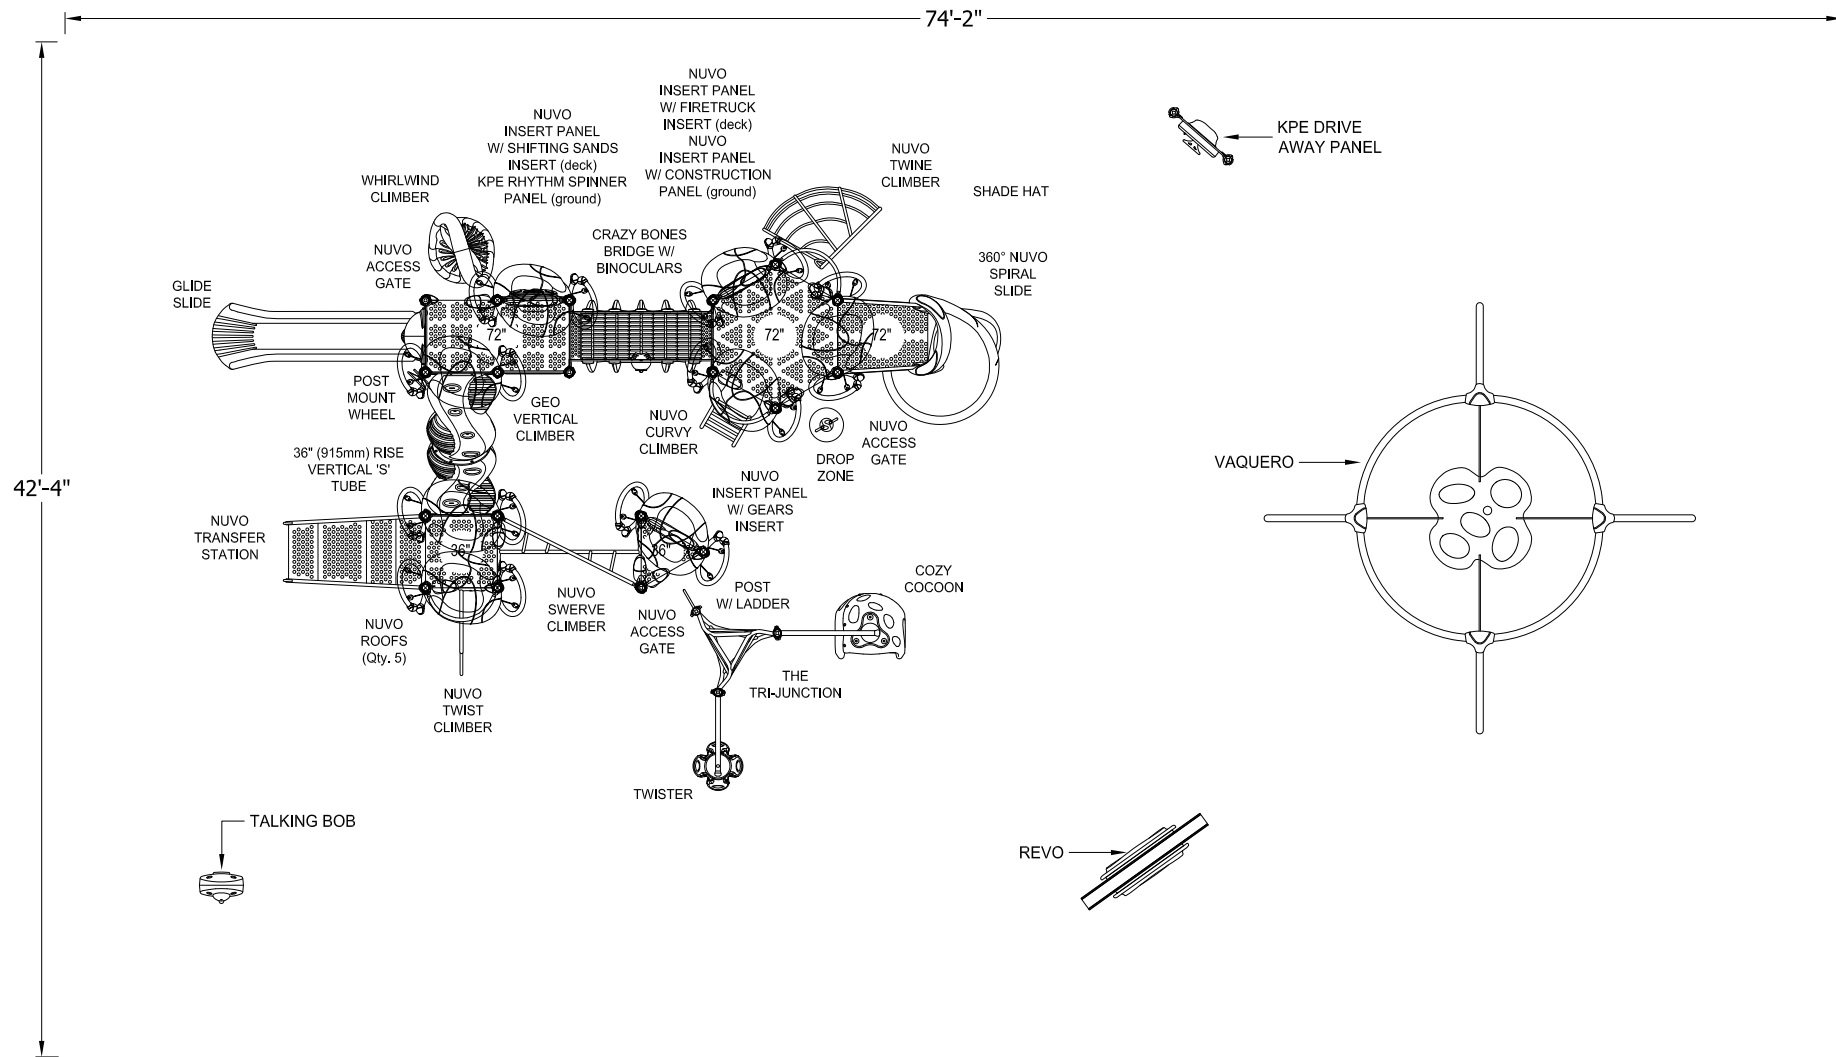 74'-2"
42'-4"
NUVO
INSERT PANEL
W/ FIRETRUCK
INSERT (deck)
NUVO
INSERT PANEL
W/ CONSTRUCTION
PANEL (ground)
NUVO
INSERT PANEL
W/ SHIFTING SANDS
INSERT (deck)
KPE RHYTHM SPINNER
PANEL (ground)
NUVO
TWINE
CLIMBER
KPE DRIVE
AWAY PANEL
WHIRLWIND
CLIMBER
SHADE HAT
CRAZY BONES
BRIDGE W/
BINOCULARS
NUVO
ACCESS
GATE
360° NUVO
SPIRAL
SLIDE
GLIDE
SLIDE
72"
72"
72"
POST
MOUNT
WHEEL
GEO
VERTICAL
CLIMBER
NUVO
CURVY
CLIMBER
DROP
ZONE
NUVO
ACCESS
GATE
36" (915mm) RISE
VERTICAL 'S'
TUBE
NUVO
INSERT PANEL
W/ GEARS
INSERT
VAQUERO
NUVO
TRANSFER
STATION
36"
36"
NUVO
SWERVE
CLIMBER
NUVO
ACCESS
GATE
POST
W/ LADDER
COZY
COCOON
NUVO
ROOFS
(Qty. 5)
THE
TRI-JUNCTION
NUVO
TWIST
CLIMBER
TWISTER
TALKING BOB
REVO